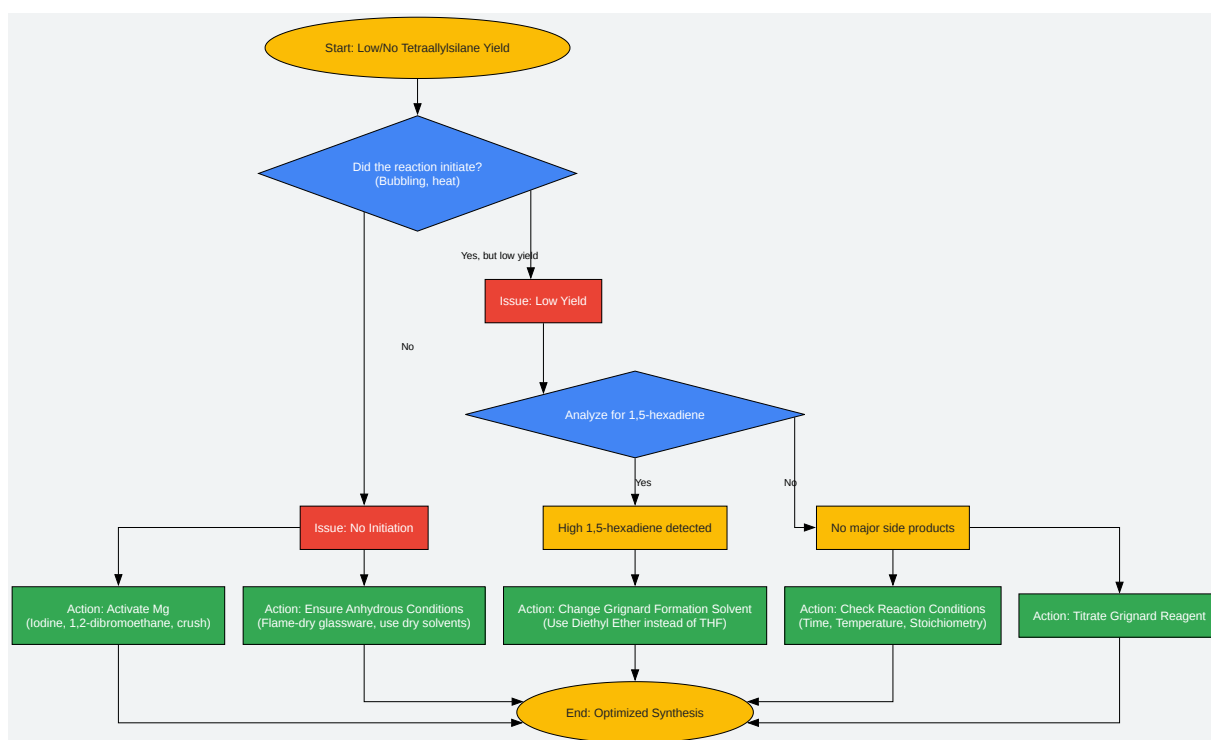 Start: Low/No Tetraallylsilane Yield
Did the reaction initiate?
(Bubbling, heat)
Yes, but low yield
Issue: Low Yield
No
Analyze for 1,5-hexadiene
Yes
No
Issue: No Initiation
High 1,5-hexadiene detected
No major side products
Action: Activate Mg
(Iodine, 1,2-dibromoethane, crush)
Action: Ensure Anhydrous Conditions
(Flame-dry glassware, use dry solvents)
Action: Change Grignard Formation Solvent
(Use Diethyl Ether instead of THF)
Action: Check Reaction Conditions
(Time, Temperature, Stoichiometry)
Action: Titrate Grignard Reagent
End: Optimized Synthesis